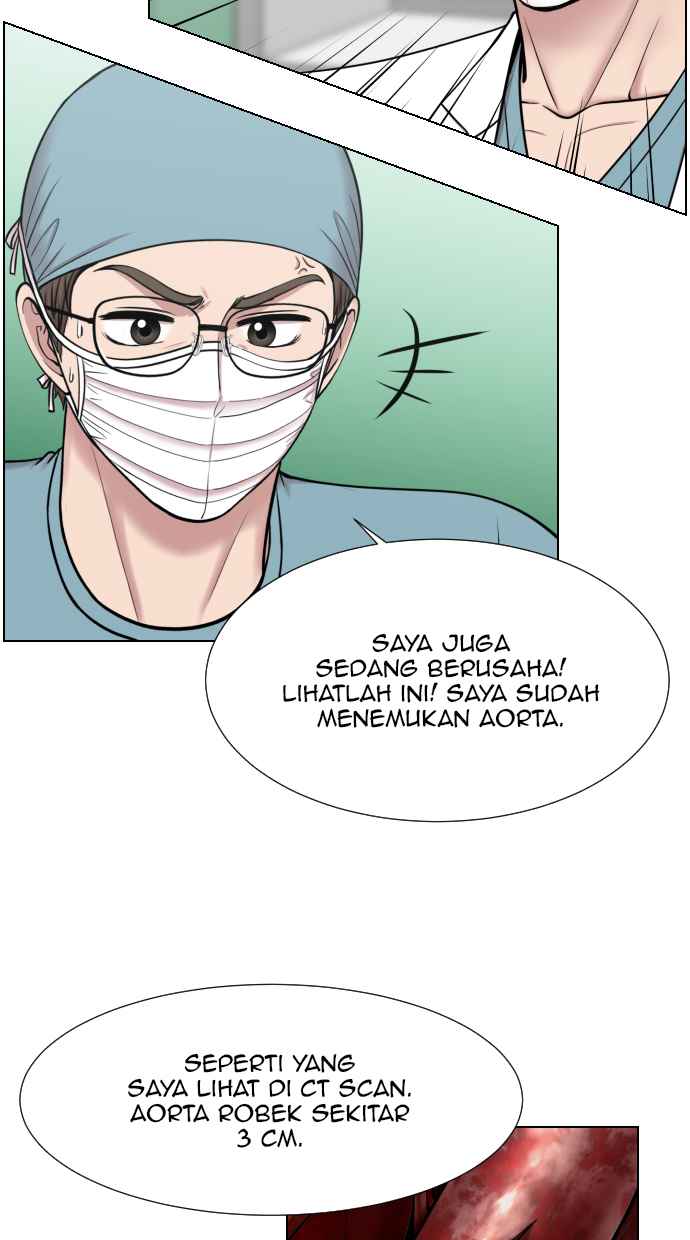 SAYA JUGA
SEDANG BERUSAHA!
LIHATLAH INI! SAYA SUDAH
MENEMUKAN AORTA.
SEPERTI YANG
SAYA LIHAT DI CT SCAN.
AORTA ROBEK SEKITAR
3 CM.